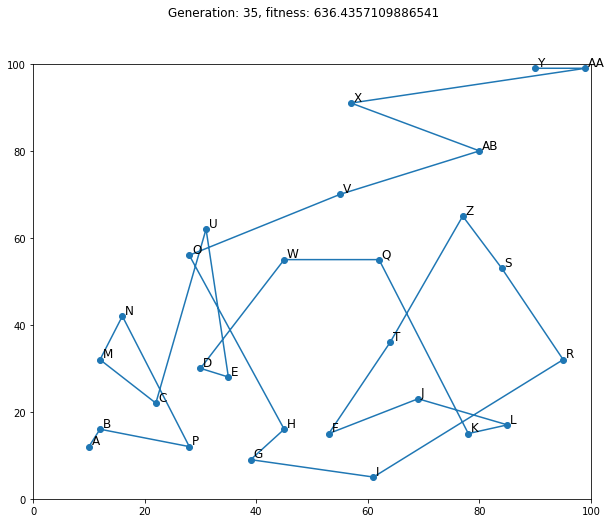 Generation: 35, fitness: 636.4357109886541
100
Y
AA
X
80
AB
V
Z
U
60
O
W
Q
S
N
40
T
M
R
D
E
C
J
20
B
H
L
F
K
A
P
G
I
0
0
20
40
60
80
100